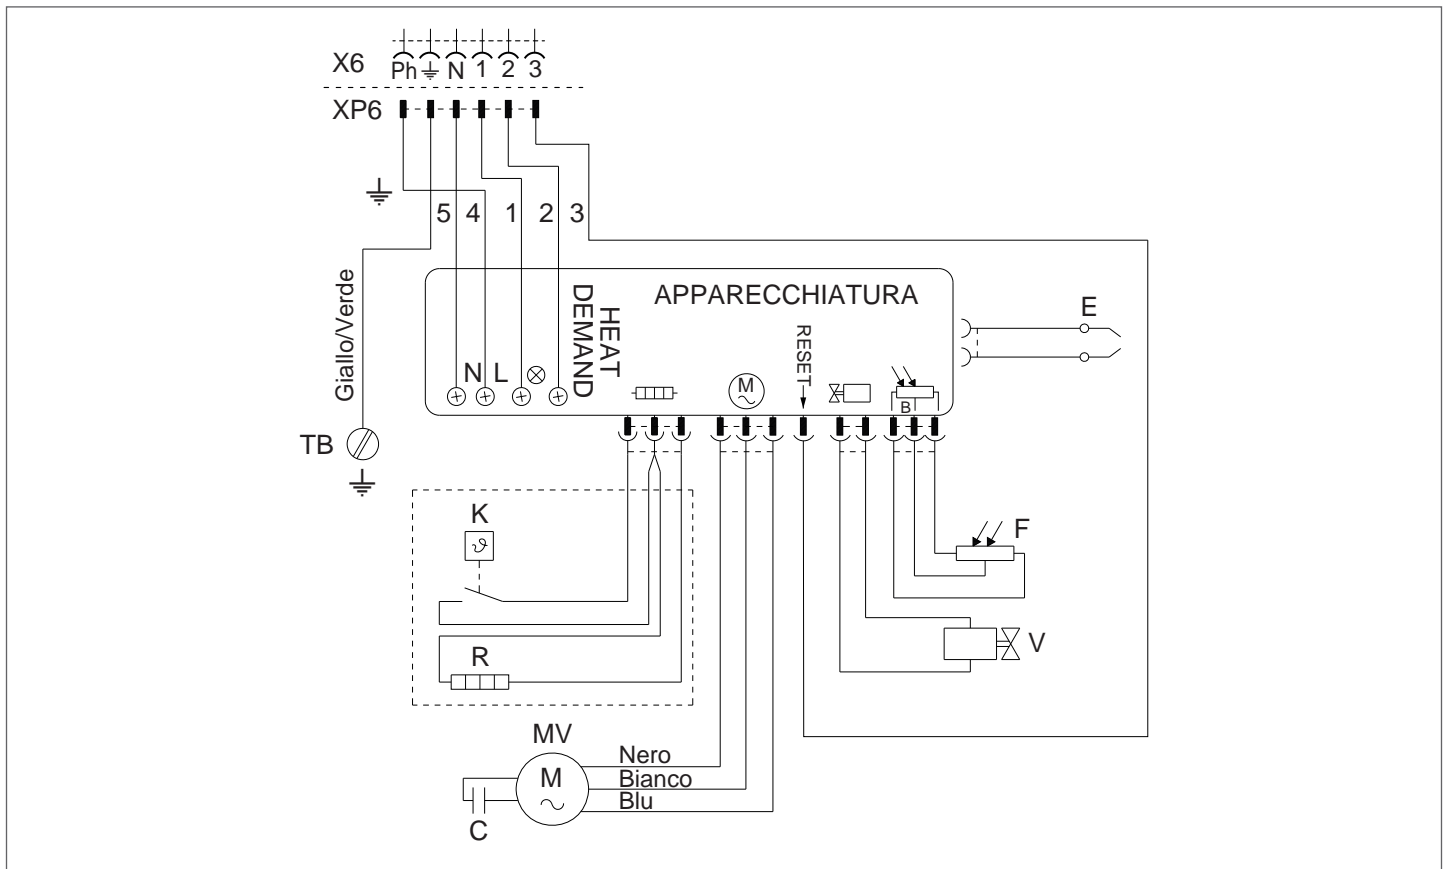 X6 Ph N 1 2 3
XP6
5 4 1 2 3
Giallo/Verde
APPARECCHIATURA
HEAT
DEMAND
RESET
E
N L
M
B
TB
K
ϑ
F
V
R
MV
M
Nero
Bianco
Blu
C